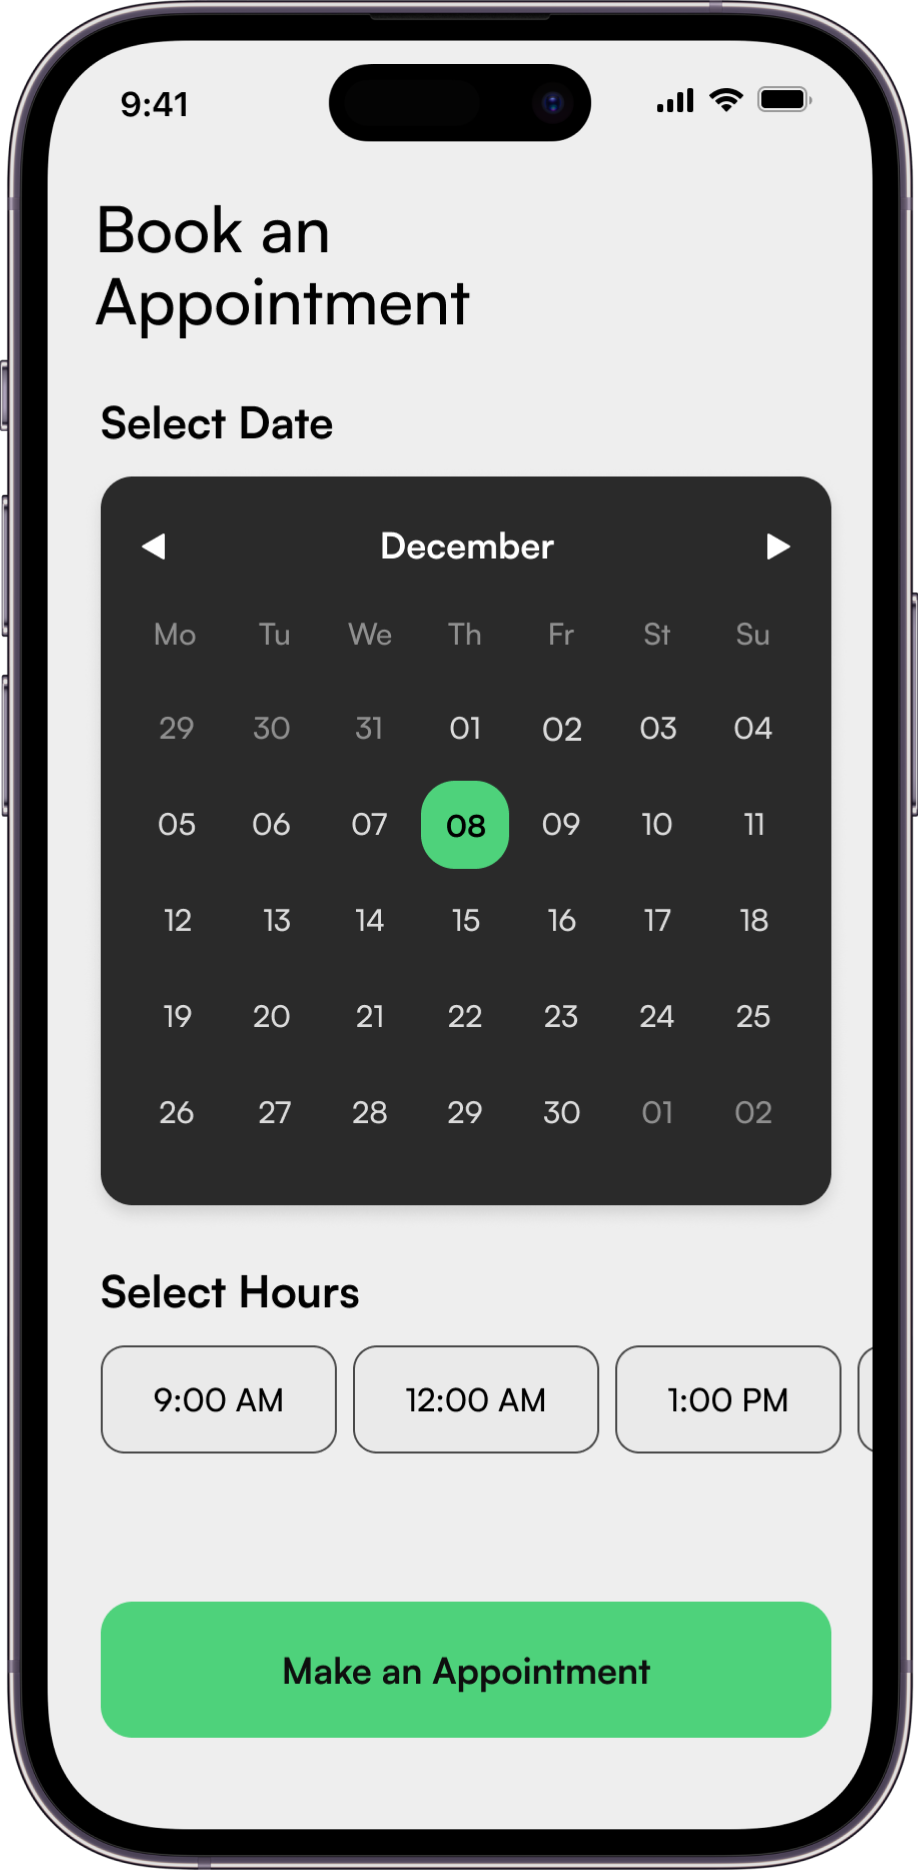 9:41
Book an
Appointment
Select Date
December
Mo Tu We Th Fr St Su
29 30 31 01 02 03 04
05 06 07 08 09 10 11
12 13 14 15 16 17 18
19 20 21 22 23 24 25
26 27 28 29 30 01 02
Select Hours
9:00 AM 12:00 AM 1:00 PM
Make an Appointment